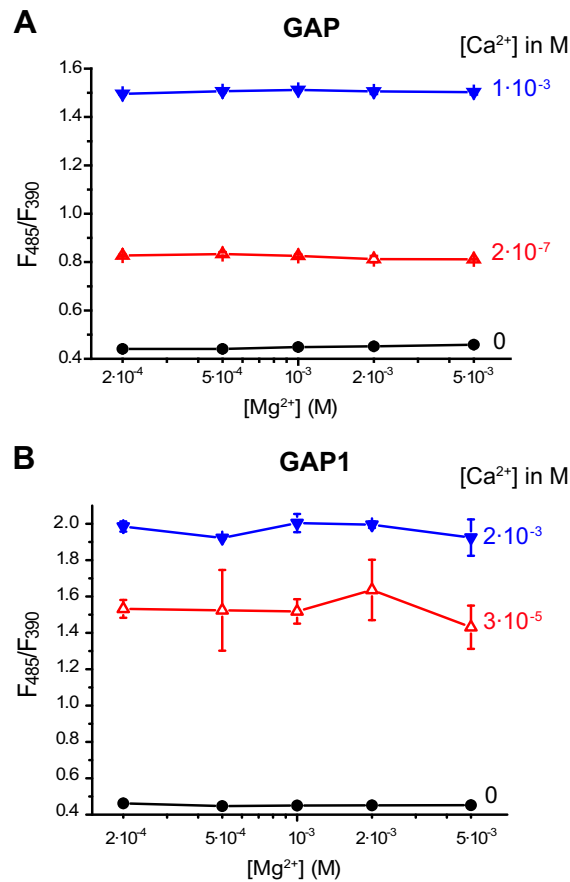 A
GAP
[Ca²⁺] in M
1.6
1.4
1.2
1.0
0.8
0.6
0.4
F₄₈₅/F₃₉₀
1·10⁻³
2·10⁻⁷
0
2·10⁻⁴ 5·10⁻⁴ 10⁻³ 2·10⁻³ 5·10⁻³
[Mg²⁺] (M)
B
GAP1
[Ca²⁺] in M
2.0
1.8
1.6
1.4
1.2
1.0
0.8
0.6
0.4
F₄₈₅/F₃₉₀
2·10⁻³
3·10⁻⁵
0
2·10⁻⁴ 5·10⁻⁴ 10⁻³ 2·10⁻³ 5·10⁻³
[Mg²⁺] (M)